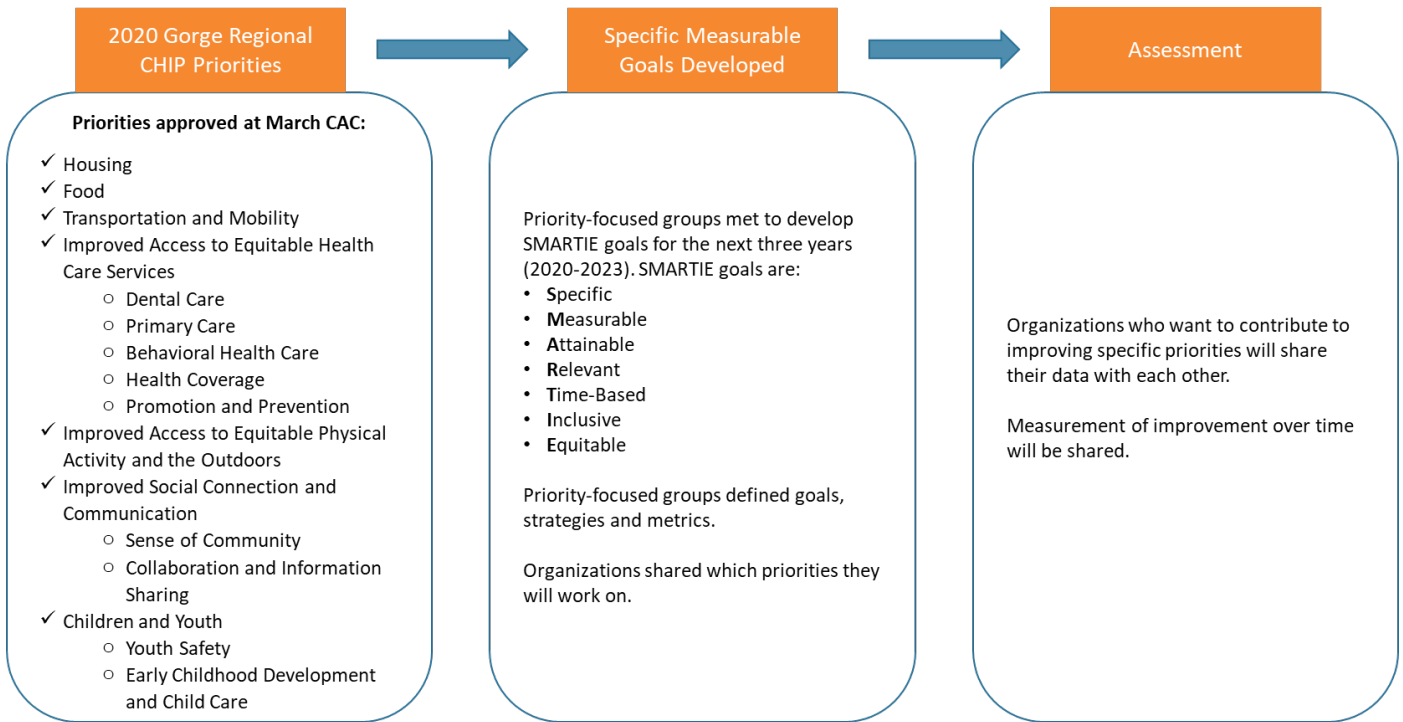 2020 Gorge Regional
CHIP Priorities
Priorities approved at March CAC:
✓ Housing
✓ Food
✓ Transportation and Mobility
✓ Improved Access to Equitable Health
Care Services
o Dental Care
o Primary Care
o Behavioral Health Care
o Health Coverage
o Promotion and Prevention
✓ Improved Access to Equitable Physical
Activity and the Outdoors
✓ Improved Social Connection and
Communication
o Sense of Community
o Collaboration and Information
Sharing
✓ Children and Youth
o Youth Safety
o Early Childhood Development
and Child Care
Specific Measurable
Goals Developed
Priority-focused groups met to develop
SMARTIE goals for the next three years
(2020-2023). SMARTIE goals are:
• Specific
• Measurable
• Attainable
• Relevant
• Time-Based
• Inclusive
• Equitable
Priority-focused groups defined goals,
strategies and metrics.
Organizations shared which priorities they
will work on.
Assessment
Organizations who want to contribute to
improving specific priorities will share
their data with each other.
Measurement of improvement over time
will be shared.